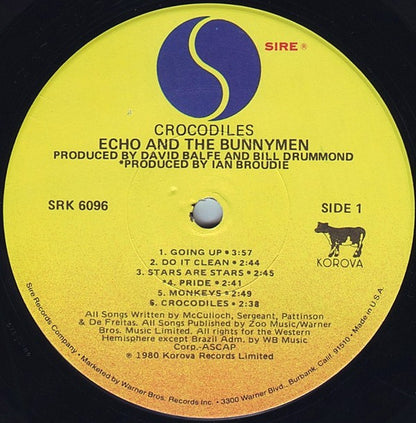 SIRE ®
CROCODILES
ECHO AND THE BUNNYMEN
PRODUCED BY DAVID BALFE AND BILL DRUMMOND
*PRODUCED BY IAN BROUDIE
SRK 6096
SIDE 1
KOROVA
1. GOING UP • 3:57
2. DO IT CLEAN • 2:44
3. STARS ARE STARS • 2:45
*4. PRIDE • 2:41
5. MONKEYS • 2:49
6. CROCODILES • 2:38
All Songs Written by McCulloch, Sergeant, Pattinson
& De Freitas. All Songs Published by Zoo Music/Warner
Bros. Music Limited. All rights for the Western
Hemisphere except Brazil Adm. by WB Music
Corp.-ASCAP
℗ 1980 Korova Records Limited
Sire Records Company • Marketed by Warner Bros. Records Inc. • 3300 Warner Blvd., Burbank, Calif. 91510 • Made in U.S.A.